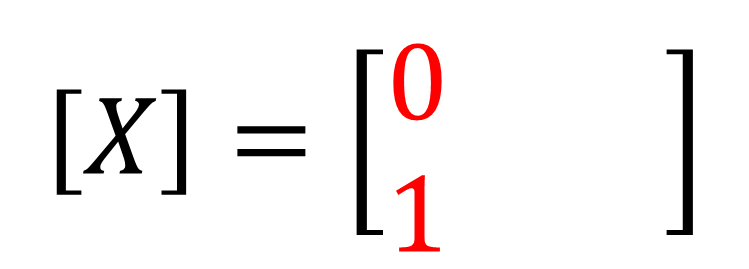 [X] = [0
1]